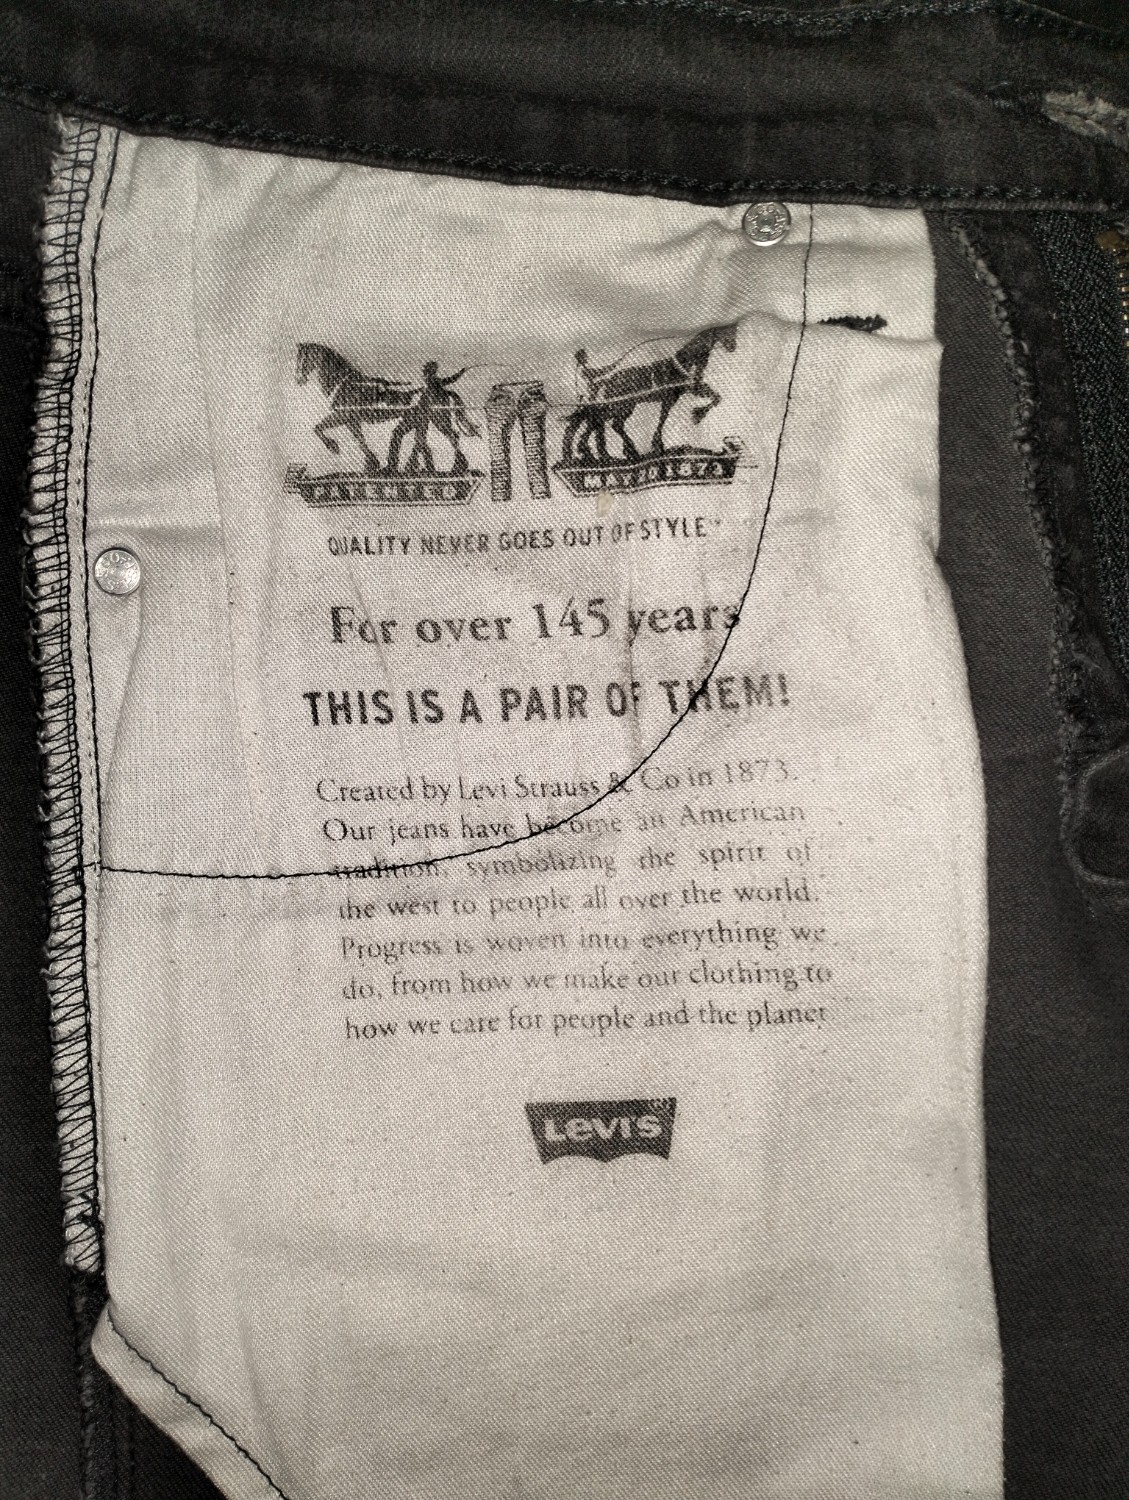 PATENTED MAY 20 1873
QUALITY NEVER GOES OUT OF STYLE™
For over 145 years
THIS IS A PAIR OF THEM!
Created by Levi Strauss & Co in 1873.
Our jeans have become an American
tradition, symbolizing the spirit of
the west to people all over the world.
Progress is woven into everything we
do, from how we make our clothing to
how we care for people and the planet
Levi's ®